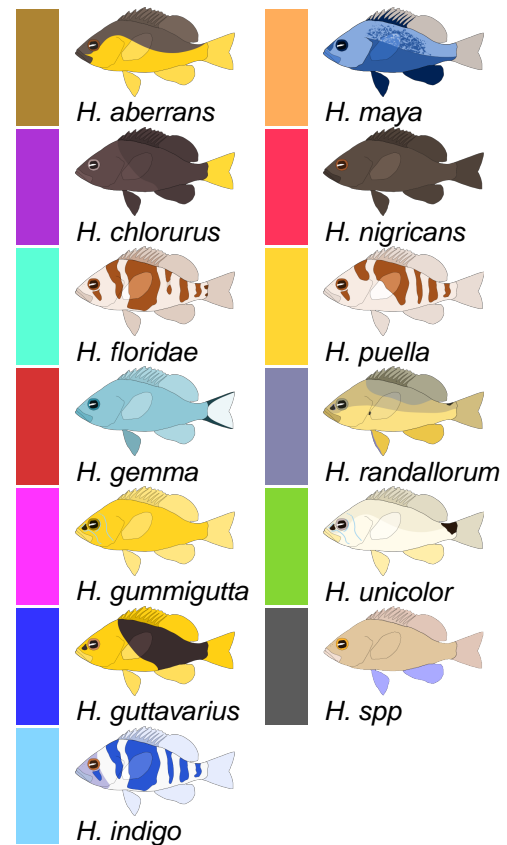 H. aberrans
H. maya
H. chlorurus
H. nigricans
H. floridae
H. puella
H. gemma
H. randallorum
H. gummigutta
H. unicolor
H. guttavarius
H. spp
H. indigo